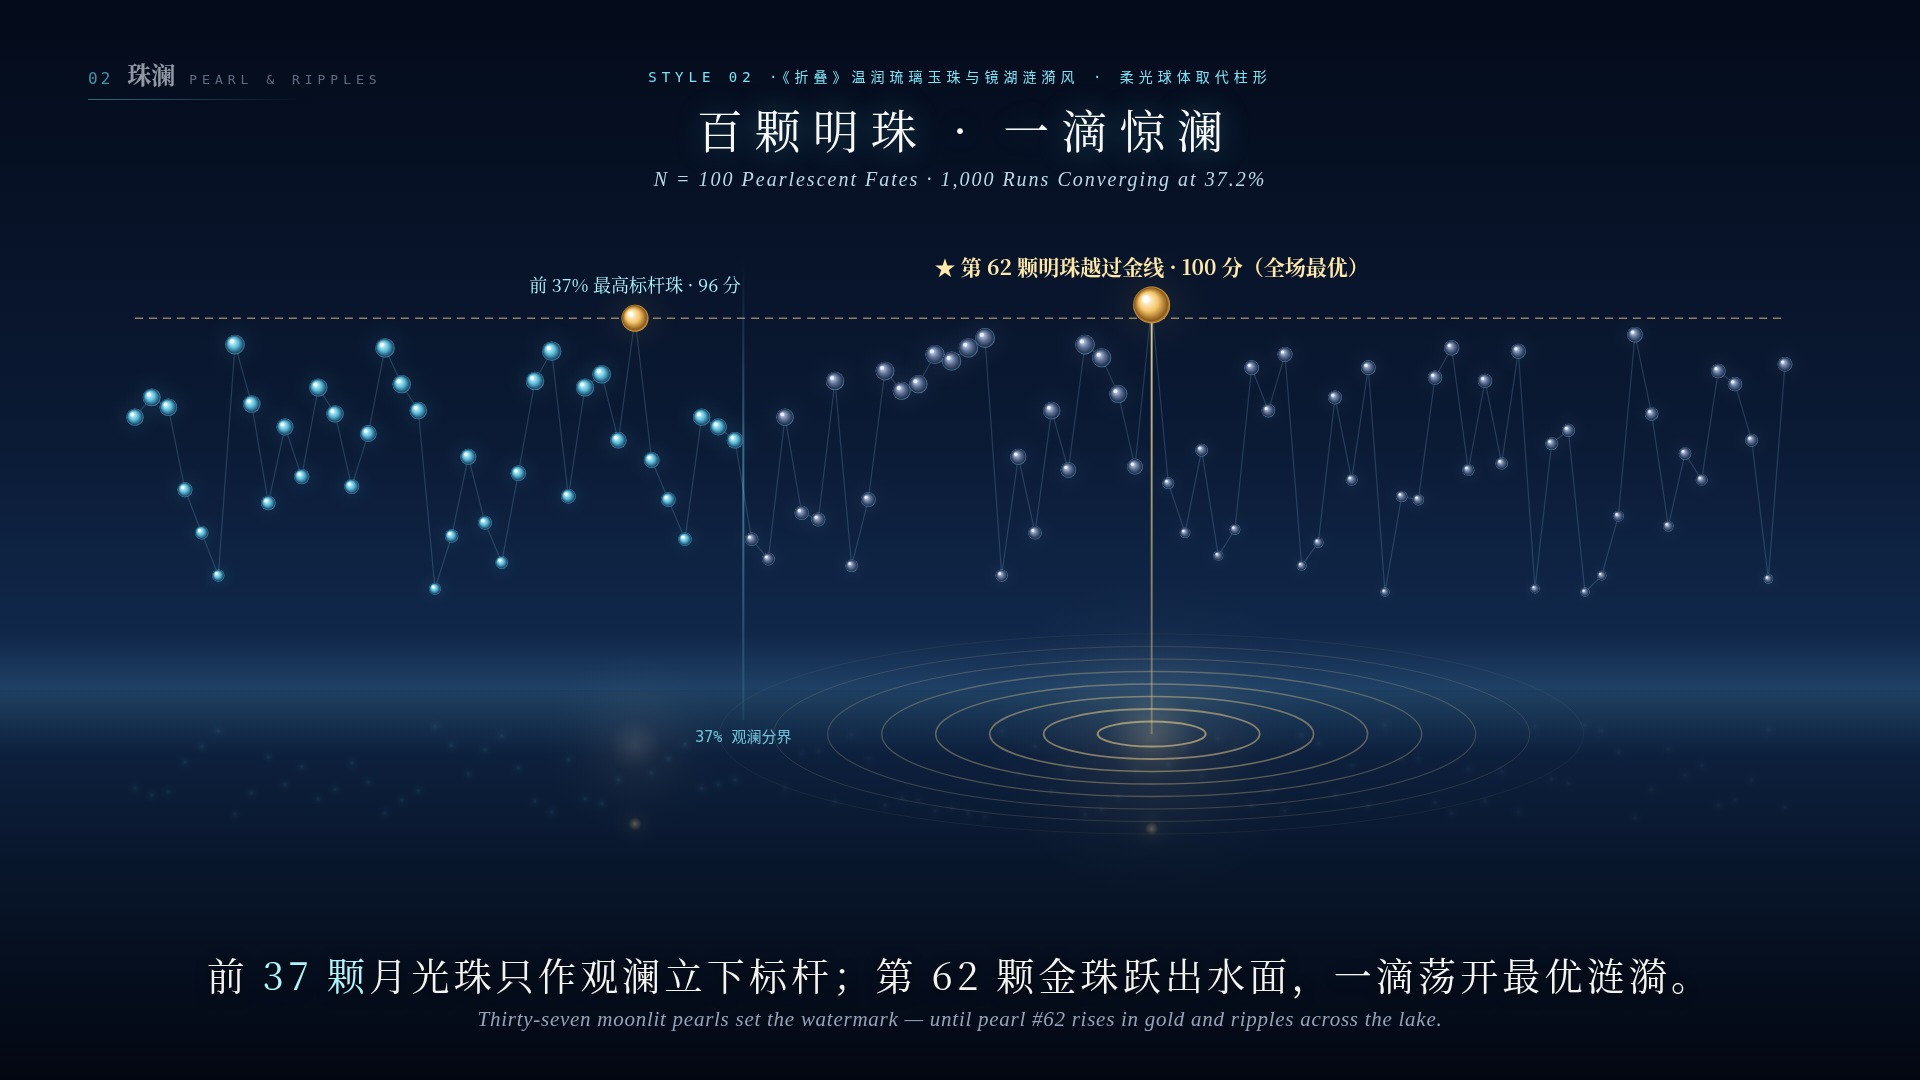 02 珠澜 PEARL & RIPPLES
STYLE 02 ·《折叠》温润琉璃玉珠与镜湖涟漪风 · 柔光球体取代柱形
百颗明珠 · 一滴惊澜
N = 100 Pearlescent Fates · 1,000 Runs Converging at 37.2%
★ 第 62 颗明珠越过金线 · 100 分（全场最优）
前 37% 最高标杆珠 · 96 分
37% 观澜分界
前 37 颗月光珠只作观澜立下标杆；第 62 颗金珠跃出水面，一滴荡开最优涟漪。
Thirty-seven moonlit pearls set the watermark — until pearl #62 rises in gold and ripples across the lake.